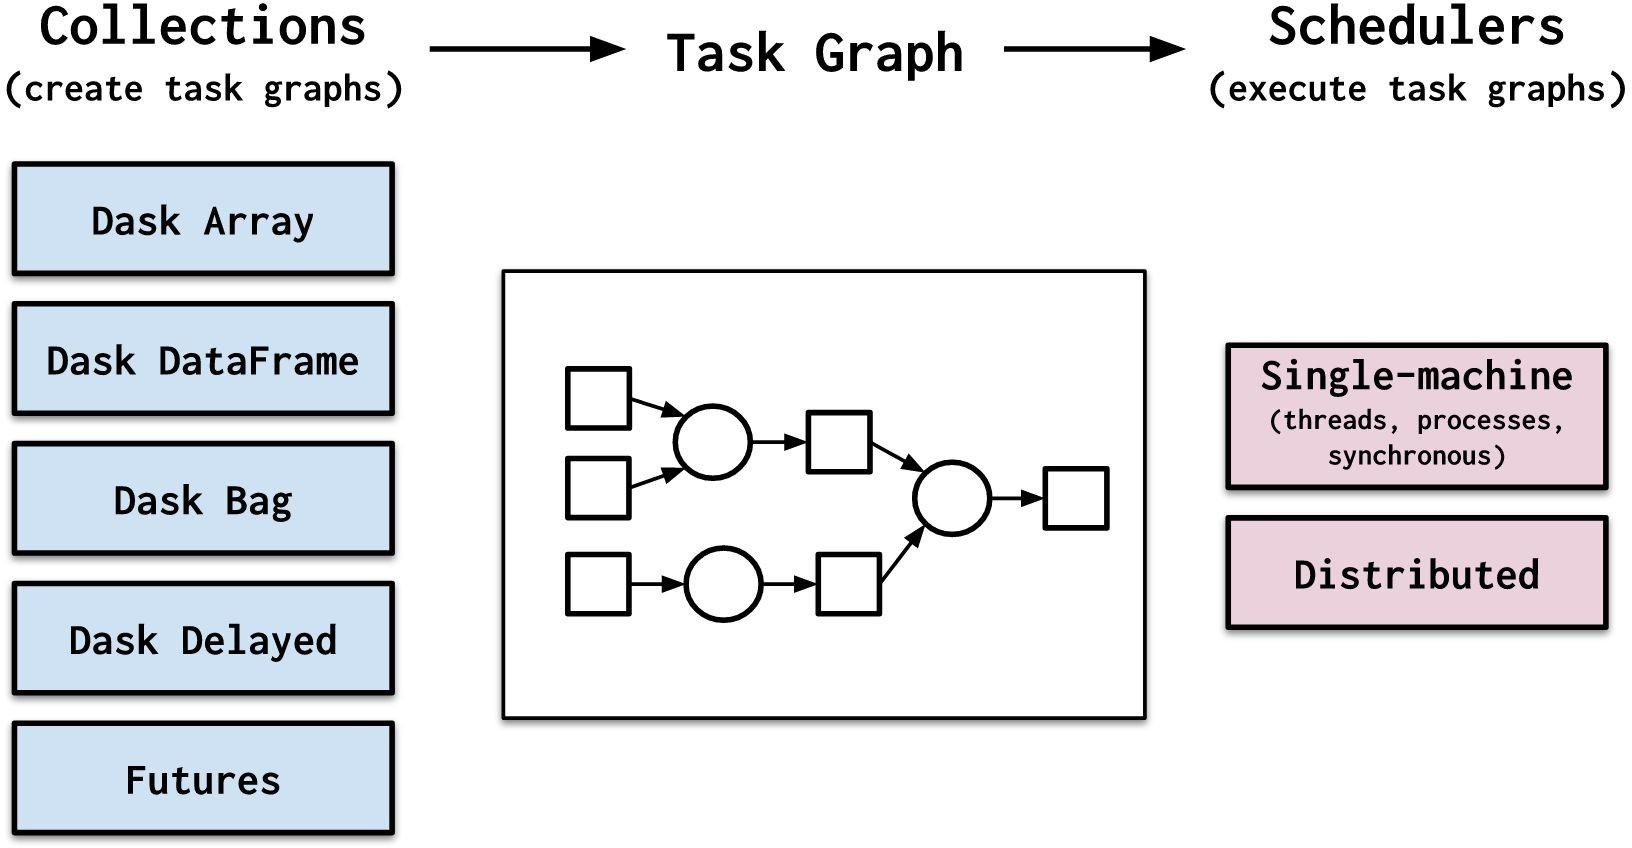 Collections
(create task graphs)
Task Graph
Schedulers
(execute task graphs)
Dask Array
Dask DataFrame
Dask Bag
Dask Delayed
Futures
Single-machine
(threads, processes,
synchronous)
Distributed